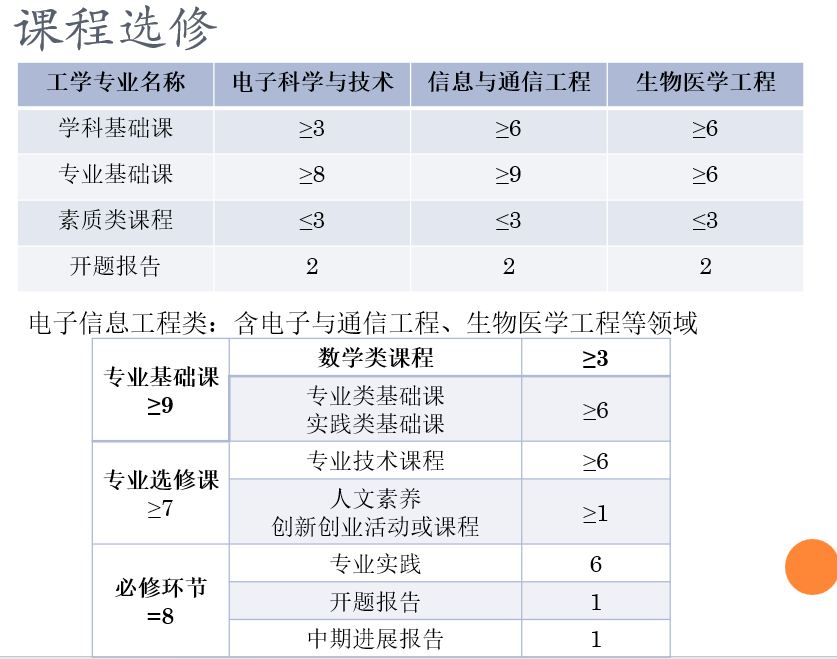 课程选修
工学专业名称 电子科学与技术 信息与通信工程 生物医学工程
学科基础课 ≥3 ≥6 ≥6
专业基础课 ≥8 ≥9 ≥6
素质类课程 ≤3 ≤3 ≤3
开题报告 2 2 2
电子信息工程类：含电子与通信工程、生物医学工程等领域
专业基础课
≥9
数学类课程 ≥3
专业类基础课
实践类基础课
≥6
专业选修课
≥7
专业技术课程 ≥6
人文素养
创新创业活动或课程
≥1
必修环节
=8
专业实践 6
开题报告 1
中期进展报告 1